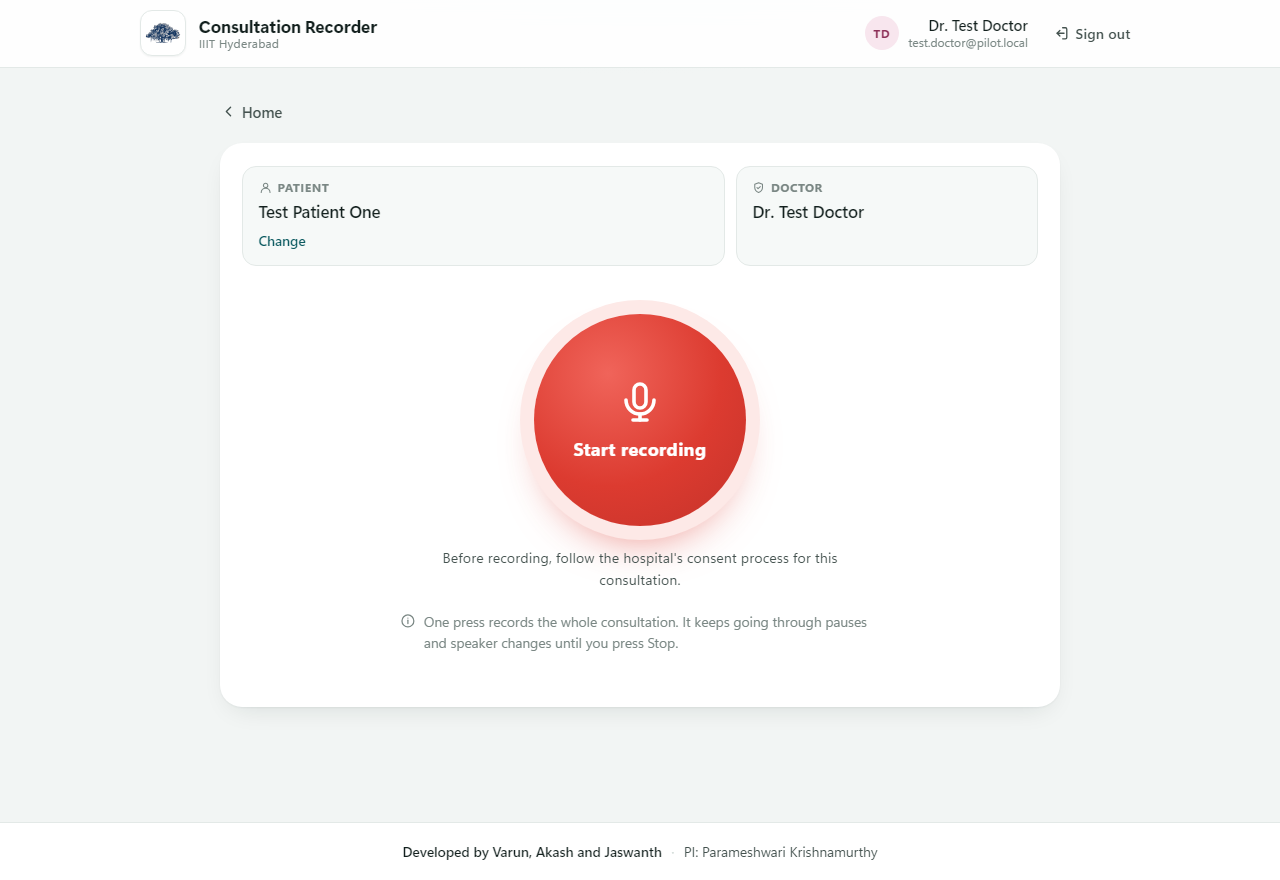 Consultation Recorder
IIIT Hyderabad
TD
Dr. Test Doctor
test.doctor@pilot.local
Sign out
Home
PATIENT
Test Patient One
Change
DOCTOR
Dr. Test Doctor
Start recording
Before recording, follow the hospital's consent process for this
consultation.
One press records the whole consultation. It keeps going through pauses
and speaker changes until you press Stop.
Developed by Varun, Akash and Jaswanth · PI: Parameshwari Krishnamurthy